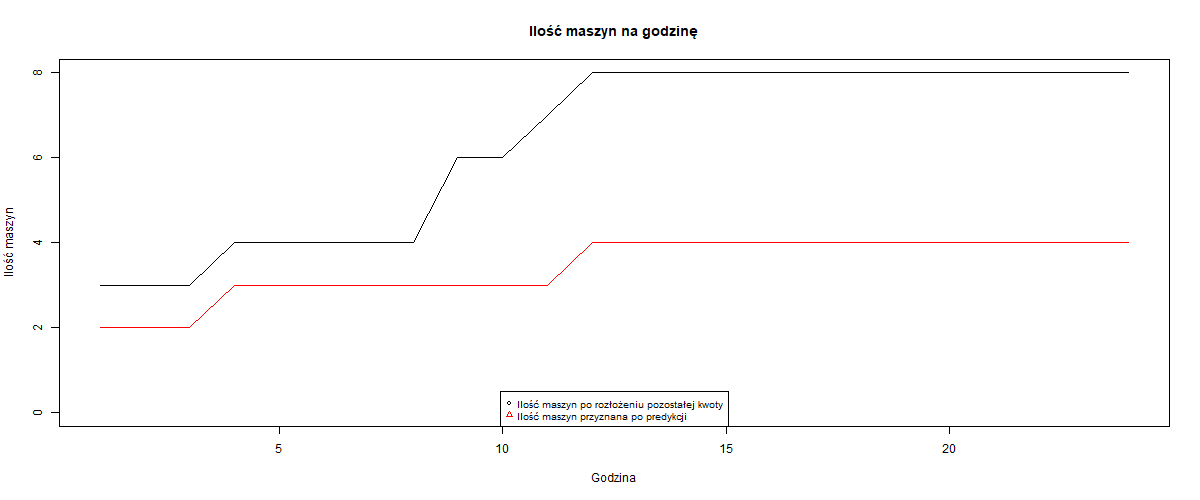 Ilość maszyn na godzinę
Ilość maszyn
8
6
4
2
0
Ilość maszyn po rozłożeniu pozostałej kwoty
Ilość maszyn przyznana po predykcji
5 10 15 20
Godzina